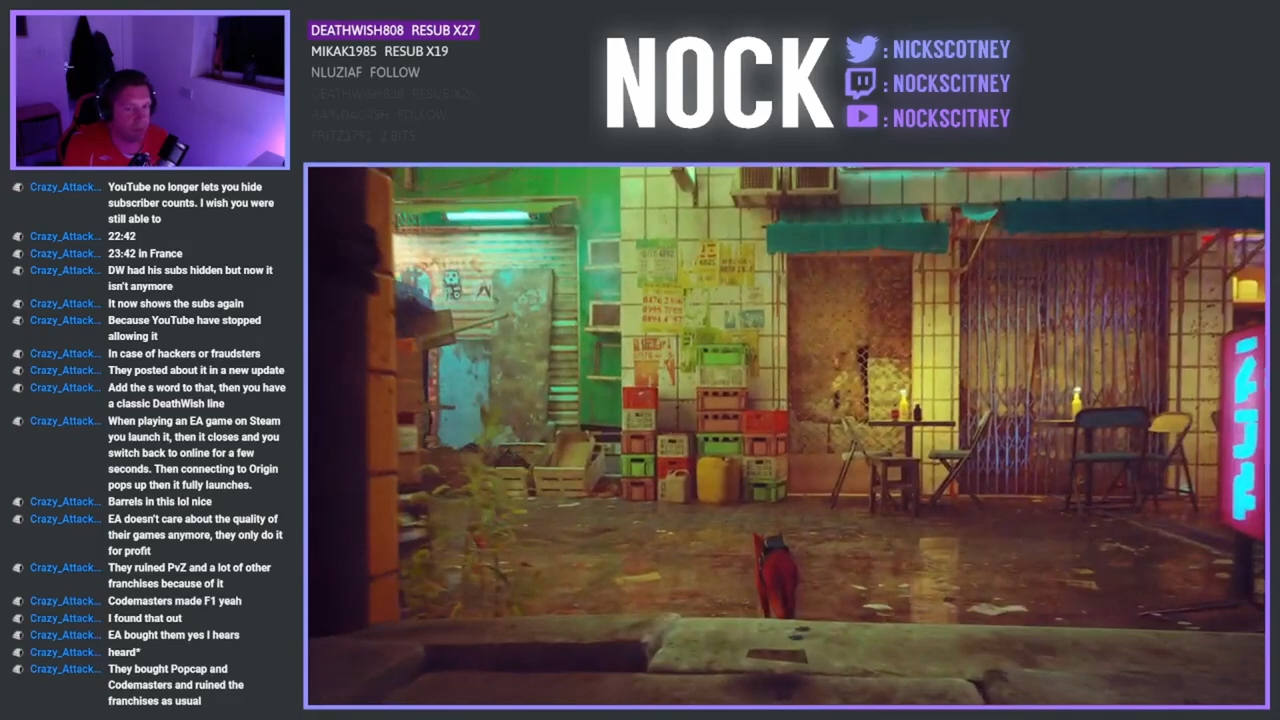 DEATHWISH808 RESUB X27
MIKAK1985 RESUB X19
NLUZIAF FOLLOW
NOCK
: NICKSCOTNEY
: NOCKSCITNEY
: NOCKSCITNEY
Crazy_Attack... YouTube no longer lets you hide
subscriber counts. I wish you were
still able to
Crazy_Attack... 22:42
Crazy_Attack... 23:42 in France
Crazy_Attack... DW had his subs hidden but now it
isn't anymore
Crazy_Attack... It now shows the subs again
Crazy_Attack... Because YouTube have stopped
allowing it
Crazy_Attack... In case of hackers or fraudsters
Crazy_Attack... They posted about it in a new update
Crazy_Attack... Add the s word to that, then you have
a classic DeathWish line
Crazy_Attack... When playing an EA game on Steam
you launch it, then it closes and you
switch back to online for a few
seconds. Then connecting to Origin
pops up then it fully launches.
Crazy_Attack... Barrels in this lol nice
Crazy_Attack... EA doesn't care about the quality of
their games anymore, they only do it
for profit
Crazy_Attack... They ruined PvZ and a lot of other
franchises because of it
Crazy_Attack... Codemasters made F1 yeah
Crazy_Attack... I found that out
Crazy_Attack... EA bought them yes I hears
Crazy_Attack... heard*
Crazy_Attack... They bought Popcap and
Codemasters and ruined the
franchises as usual